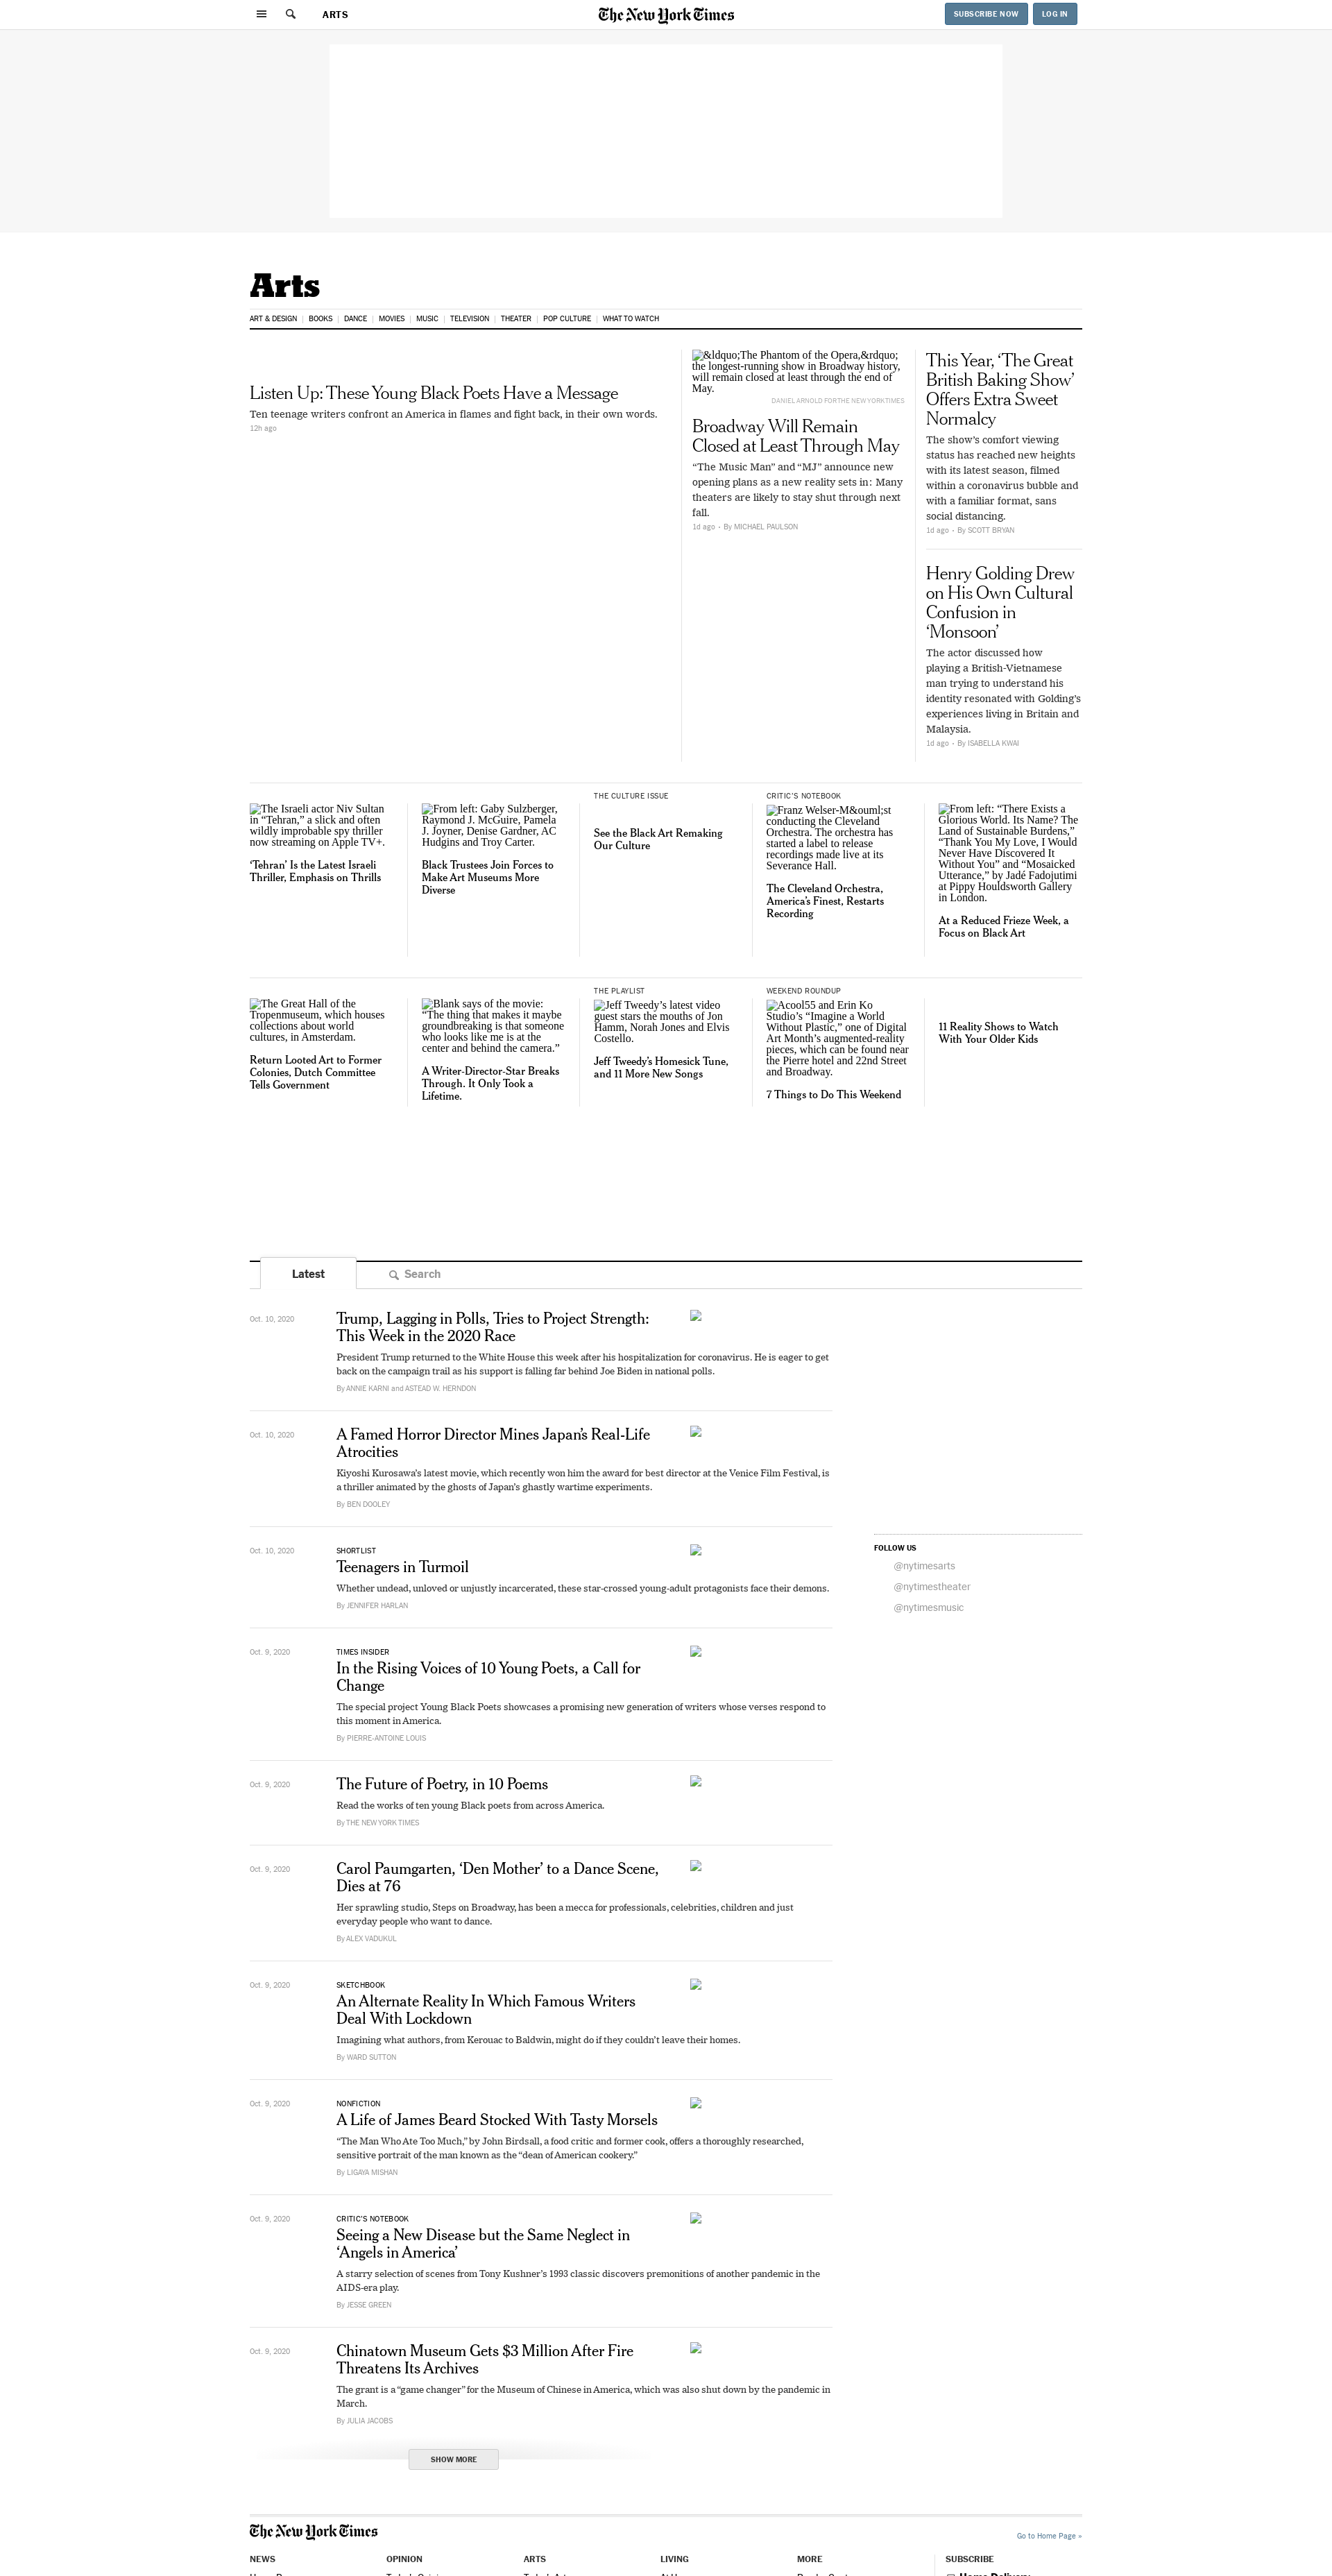 ARTS
The New York Times
SUBSCRIBE NOW
LOG IN
Arts
ART & DESIGN
BOOKS
DANCE
MOVIES
MUSIC
TELEVISION
THEATER
POP CULTURE
WHAT TO WATCH
Listen Up: These Young Black Poets Have a Message
Ten teenage writers confront an America in flames and fight back, in their own words.
12h ago
&ldquo;The Phantom of the Opera,&rdquo;
the longest-running show in Broadway history,
will remain closed at least through the end of
May.
DANIEL ARNOLD FOR THE NEW YORK TIMES
Broadway Will Remain
Closed at Least Through May
“The Music Man” and “MJ” announce new
opening plans as a new reality sets in: Many
theaters are likely to stay shut through next
fall.
1d ago · By MICHAEL PAULSON
This Year, ‘The Great
British Baking Show’
Offers Extra Sweet
Normalcy
The show’s comfort viewing
status has reached new heights
with its latest season, filmed
within a coronavirus bubble and
with a familiar format, sans
social distancing.
1d ago · By SCOTT BRYAN
Henry Golding Drew
on His Own Cultural
Confusion in
‘Monsoon’
The actor discussed how
playing a British-Vietnamese
man trying to understand his
identity resonated with Golding’s
experiences living in Britain and
Malaysia.
1d ago · By ISABELLA KWAI
The Israeli actor Niv Sultan
in “Tehran,” a slick and often
wildly improbable spy thriller
now streaming on Apple TV+.
‘Tehran’ Is the Latest Israeli
Thriller, Emphasis on Thrills
From left: Gaby Sulzberger,
Raymond J. McGuire, Pamela
J. Joyner, Denise Gardner, AC
Hudgins and Troy Carter.
Black Trustees Join Forces to
Make Art Museums More
Diverse
THE CULTURE ISSUE
See the Black Art Remaking
Our Culture
CRITIC’S NOTEBOOK
Franz Welser-M&ouml;st
conducting the Cleveland
Orchestra. The orchestra has
started a label to release
recordings made live at its
Severance Hall.
The Cleveland Orchestra,
America’s Finest, Restarts
Recording
From left: “There Exists a
Glorious World. Its Name? The
Land of Sustainable Burdens,”
“Thank You My Love, I Would
Never Have Discovered It
Without You” and “Mosaicked
Utterance,” by Jadé Fadojutimi
at Pippy Houldsworth Gallery
in London.
At a Reduced Frieze Week, a
Focus on Black Art
The Great Hall of the
Tropenmuseum, which houses
collections about world
cultures, in Amsterdam.
Return Looted Art to Former
Colonies, Dutch Committee
Tells Government
Blank says of the movie:
“The thing that makes it maybe
groundbreaking is that someone
who looks like me is at the
center and behind the camera.”
A Writer-Director-Star Breaks
Through. It Only Took a
Lifetime.
THE PLAYLIST
Jeff Tweedy’s latest video
guest stars the mouths of Jon
Hamm, Norah Jones and Elvis
Costello.
Jeff Tweedy’s Homesick Tune,
and 11 More New Songs
WEEKEND ROUNDUP
Acool55 and Erin Ko
Studio’s “Imagine a World
Without Plastic,” one of Digital
Art Month’s augmented-reality
pieces, which can be found near
the Pierre hotel and 22nd Street
and Broadway.
7 Things to Do This Weekend
11 Reality Shows to Watch
With Your Older Kids
Latest
Search
Oct. 10, 2020
Trump, Lagging in Polls, Tries to Project Strength:
This Week in the 2020 Race
President Trump returned to the White House this week after his hospitalization for coronavirus. He is eager to get
back on the campaign trail as his support is falling far behind Joe Biden in national polls.
By ANNIE KARNI and ASTEAD W. HERNDON
Oct. 10, 2020
A Famed Horror Director Mines Japan’s Real-Life
Atrocities
Kiyoshi Kurosawa’s latest movie, which recently won him the award for best director at the Venice Film Festival, is
a thriller animated by the ghosts of Japan’s ghastly wartime experiments.
By BEN DOOLEY
Oct. 10, 2020
SHORTLIST
Teenagers in Turmoil
Whether undead, unloved or unjustly incarcerated, these star-crossed young-adult protagonists face their demons.
By JENNIFER HARLAN
FOLLOW US
@nytimesarts
@nytimestheater
@nytimesmusic
Oct. 9, 2020
TIMES INSIDER
In the Rising Voices of 10 Young Poets, a Call for
Change
The special project Young Black Poets showcases a promising new generation of writers whose verses respond to
this moment in America.
By PIERRE-ANTOINE LOUIS
Oct. 9, 2020
The Future of Poetry, in 10 Poems
Read the works of ten young Black poets from across America.
By THE NEW YORK TIMES
Oct. 9, 2020
Carol Paumgarten, ‘Den Mother’ to a Dance Scene,
Dies at 76
Her sprawling studio, Steps on Broadway, has been a mecca for professionals, celebrities, children and just
everyday people who want to dance.
By ALEX VADUKUL
Oct. 9, 2020
SKETCHBOOK
An Alternate Reality In Which Famous Writers
Deal With Lockdown
Imagining what authors, from Kerouac to Baldwin, might do if they couldn’t leave their homes.
By WARD SUTTON
Oct. 9, 2020
NONFICTION
A Life of James Beard Stocked With Tasty Morsels
“The Man Who Ate Too Much,” by John Birdsall, a food critic and former cook, offers a thoroughly researched,
sensitive portrait of the man known as the “dean of American cookery.”
By LIGAYA MISHAN
Oct. 9, 2020
CRITIC’S NOTEBOOK
Seeing a New Disease but the Same Neglect in
‘Angels in America’
A starry selection of scenes from Tony Kushner’s 1993 classic discovers premonitions of another pandemic in the
AIDS-era play.
By JESSE GREEN
Oct. 9, 2020
Chinatown Museum Gets $3 Million After Fire
Threatens Its Archives
The grant is a “game changer” for the Museum of Chinese in America, which was also shut down by the pandemic in
March.
By JULIA JACOBS
SHOW MORE
The New York Times
Go to Home Page »
NEWS
OPINION
ARTS
LIVING
MORE
SUBSCRIBE